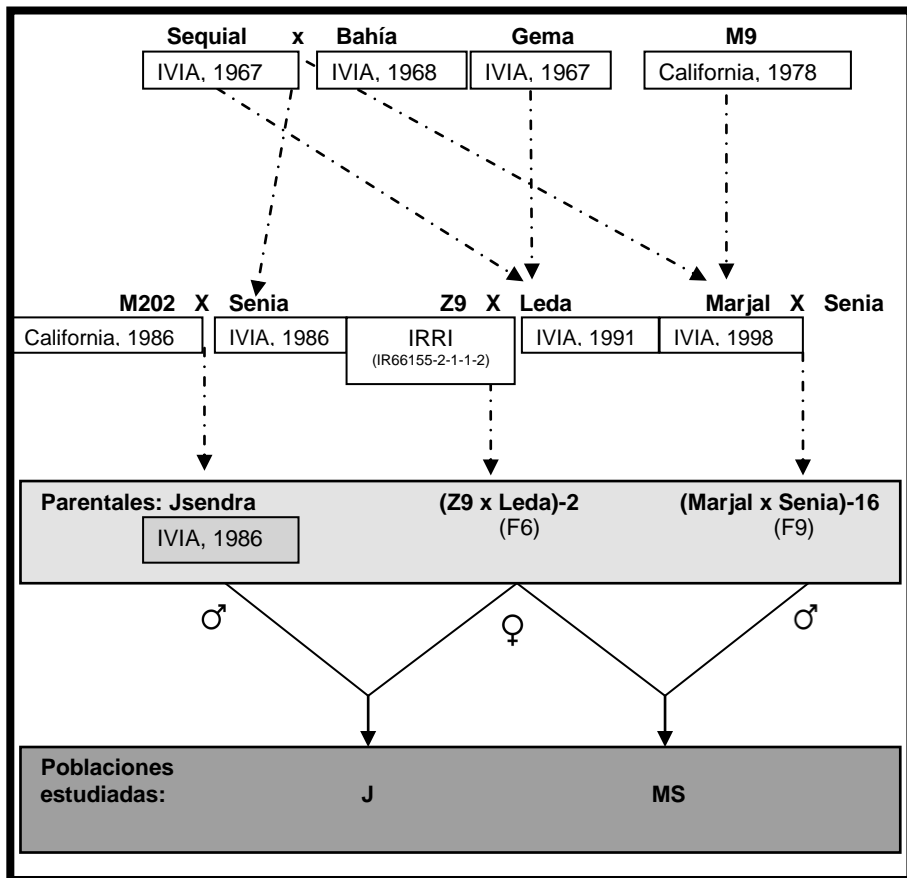 Sequial x Bahía Gema M9
IVIA, 1967 IVIA, 1968 IVIA, 1967 California, 1978
M202 X Senia Z9 X Leda Marjal X Senia
California, 1986 IVIA, 1986 IRRI IVIA, 1991 IVIA, 1998
(IR66155-2-1-1-2)
Parentales: Jsendra (Z9 x Leda)-2 (Marjal x Senia)-16
IVIA, 1986 (F6) (F9)
♂ ♀ ♂
Poblaciones
estudiadas: J MS